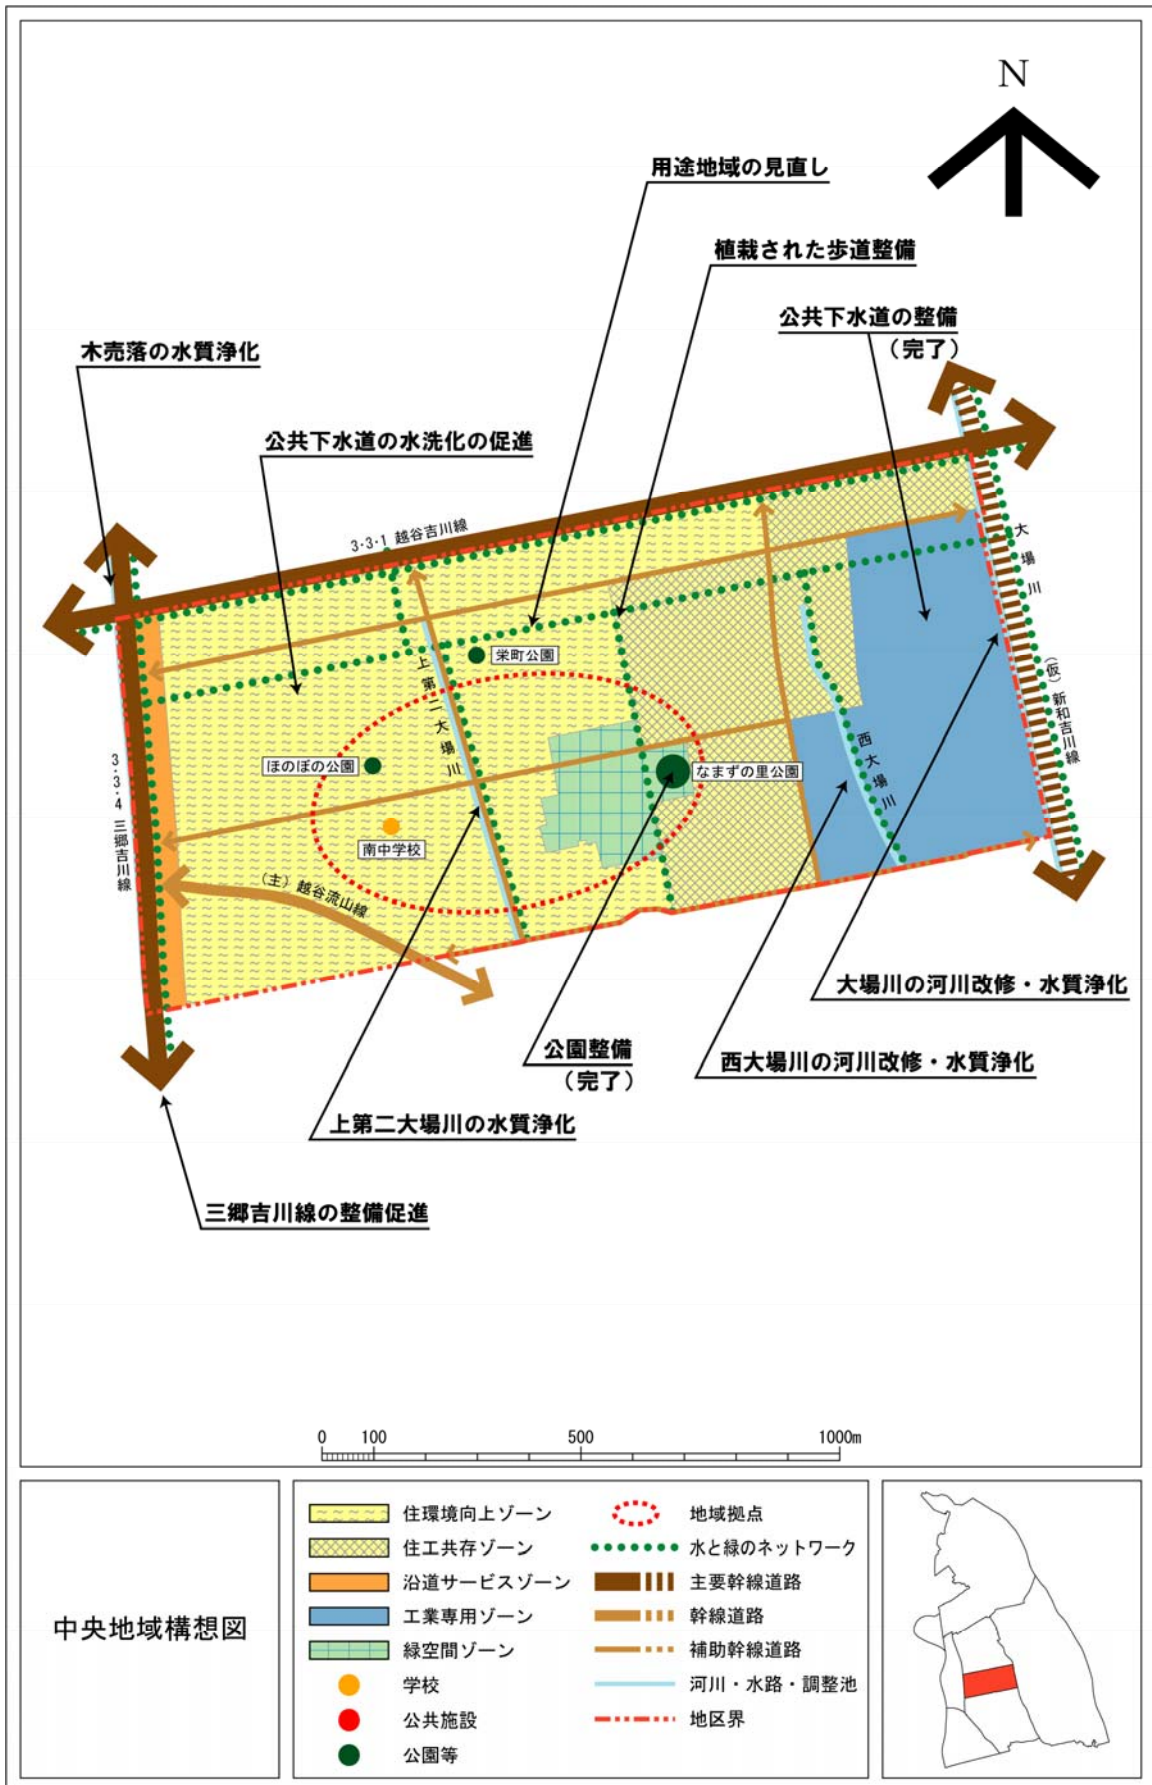 N
用途地域の見直し
植栽された歩道整備
公共下水道の整備
(完了)
木売落の水質浄化
公共下水道の水洗化の促進
3・3・1 越谷吉川線
大場川
栄町公園
上第二大場川
(仮)新和吉川線
西大場川
ほのぼの公園
なまずの里公園
3・3・4 三郷吉川線
南中学校
(主)越谷流山線
大場川の河川改修・水質浄化
公園整備
(完了)
西大場川の河川改修・水質浄化
上第二大場川の水質浄化
三郷吉川線の整備促進
0 100 500 1000m
中央地域構想図
住環境向上ゾーン
住工共存ゾーン
沿道サービスゾーン
工業専用ゾーン
緑空間ゾーン
学校
公共施設
公園等
地域拠点
水と緑のネットワーク
主要幹線道路
幹線道路
補助幹線道路
河川・水路・調整池
地区界